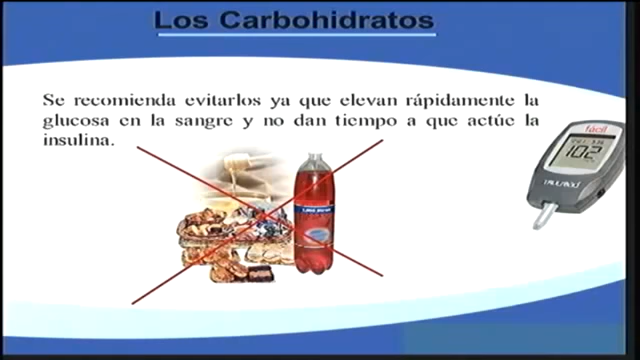 Los Carbohidratos
Se recomienda evitarlos ya que elevan rápidamente la
glucosa en la sangre y no dan tiempo a que actúe la
insulina.
fácil
102